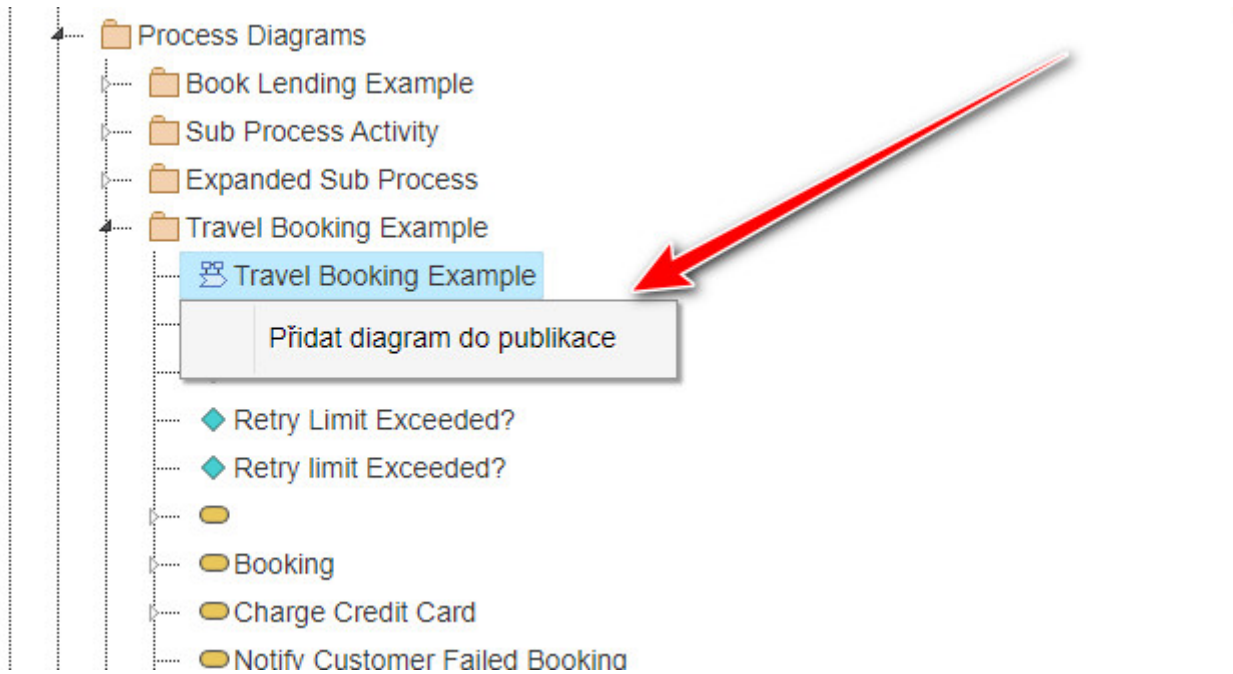 Process Diagrams
Book Lending Example
Sub Process Activity
Expanded Sub Process
Travel Booking Example
Travel Booking Example
Přidat diagram do publikace
Retry Limit Exceeded?
Retry limit Exceeded?
Booking
Charge Credit Card
Notify Customer Failed Booking